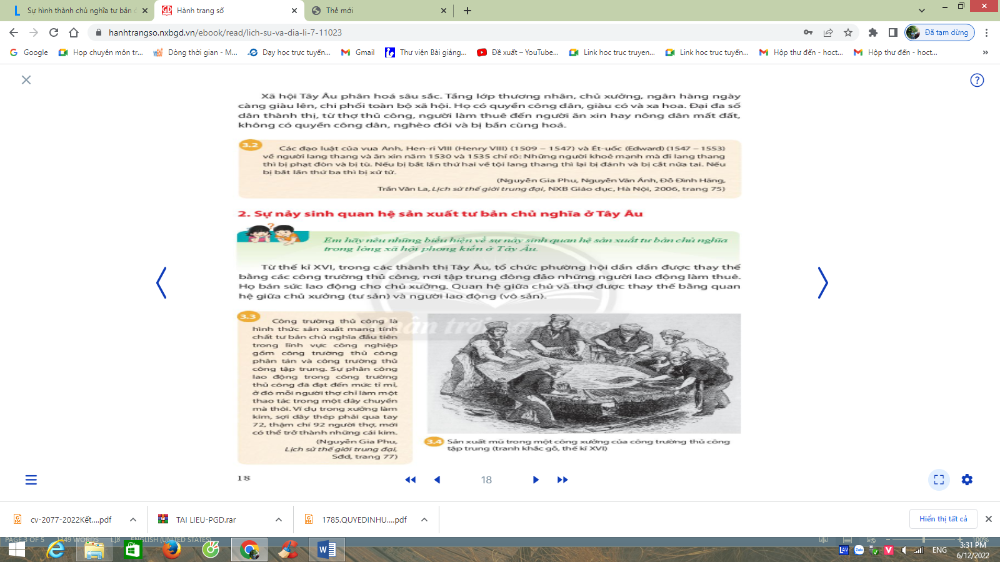 Sự hình thành chủ nghĩa tư bản
Hành trang số
Thẻ mới
hanhtrangso.nxbgd.vn/ebook/read/lich-su-va-dia-li-7-11023
Đã tạm dừng
Google
Họp chuyên môn tr...
Dòng thời gian - M...
Dạy học trực tuyến...
Gmail
Thư viện Bài giảng...
Đề xuất – YouTube...
Link hoc truc truyen...
Link học trực tuyến...
Hộp thư đến - hoct...
Hộp thư đến - hoct...
Xã hội Tây Âu phân hoá sâu sắc. Tầng lớp thương nhân, chủ xưởng, ngân hàng ngày
càng giàu lên, chi phối toàn bộ xã hội. Họ có quyền công dân, giàu có và xa hoa. Đại đa số
dân thành thị, từ thợ thủ công, người làm thuê đến người ăn xin hay nông dân mất đất,
không có quyền công dân, nghèo đói và bị bần cùng hoá.
3.2
Các đạo luật của vua Anh, Hen-ri VIII (Henry VIII) (1509 – 1547) và Ét-uốc (Edward) (1547 – 1553)
về người lang thang và ăn xin năm 1530 và 1535 chỉ rõ: Những người khoẻ mạnh mà đi lang thang
thì bị phạt đòn và bị tù. Nếu bị bắt lần thứ hai về tội lang thang thì lại bị đánh và bị cắt nửa tai. Nếu
bị bắt lần thứ ba thì bị xử tử.
(Nguyễn Gia Phu, Nguyễn Văn Ánh, Đỗ Đình Hãng,
Trần Văn La, Lịch sử thế giới trung đại, NXB Giáo dục, Hà Nội, 2006, trang 75)
2. Sự nảy sinh quan hệ sản xuất tư bản chủ nghĩa ở Tây Âu
Em hãy nêu những biểu hiện về sự nảy sinh quan hệ sản xuất tư bản chủ nghĩa
trong lòng xã hội phong kiến ở Tây Âu.
Từ thế kỉ XVI, trong các thành thị Tây Âu, tổ chức phường hội dần dần được thay thế
bằng các công trường thủ công, nơi tập trung đông đảo những người lao động làm thuê.
Họ bán sức lao động cho chủ xưởng. Quan hệ giữa chủ và thợ được thay thế bằng quan
hệ giữa chủ xưởng (tư sản) và người lao động (vô sản).
3.3
Công trường thủ công là
hình thức sản xuất mang tính
chất tư bản chủ nghĩa đầu tiên
trong lĩnh vực công nghiệp
gồm công trường thủ công
phân tán và công trường thủ
công tập trung. Sự phân công
lao động trong công trường
thủ công đã đạt đến mức tỉ mỉ,
ở đó mỗi người thợ chỉ làm một
thao tác trong một dây chuyền
mà thôi. Ví dụ trong xưởng làm
kim, sợi dây thép phải qua tay
72, thậm chí 92 người thợ, mới
có thể trở thành những cái kim.
(Nguyễn Gia Phu,
Lịch sử thế giới trung đại,
Sđd, trang 77)
3.4 Sản xuất mũ trong một công xưởng của công trường thủ công
tập trung (tranh khắc gỗ, thế kỉ XVI)
18
18
cv-2077-2022Kết....pdf
TAI LIEU-PGD.rar
1785.QUYEDINHU....pdf
Hiển thị tất cả
PAGE 3 OF 5 1349 WORDS ENGLISH (UNITED STATES)
100%
ENG
3:31 PM
6/12/2022